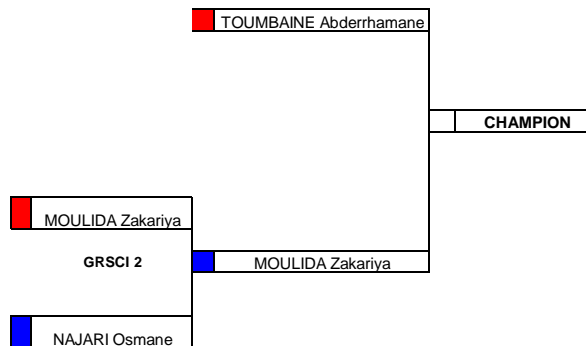 TOUMBAINE Abderrhamane
CHAMPION
MOULIDA Zakariya
GRSCI 2
MOULIDA Zakariya
NAJARI Osmane